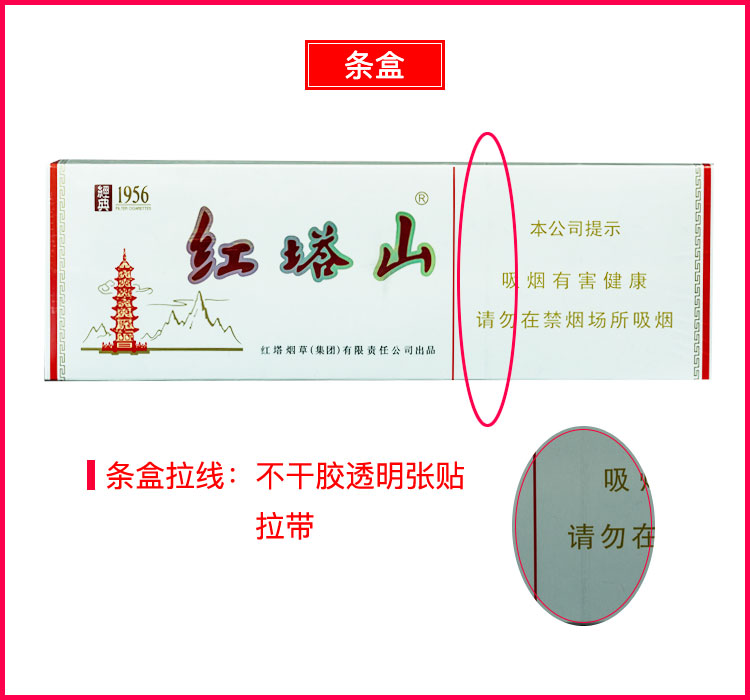 条盒
經典 1956
FILTER CIGARETTES
红塔山®
本公司提示
吸烟有害健康
请勿在禁烟场所吸烟
红塔烟草(集团)有限责任公司出品
条盒拉线：不干胶透明张贴
拉带
吸
请勿在